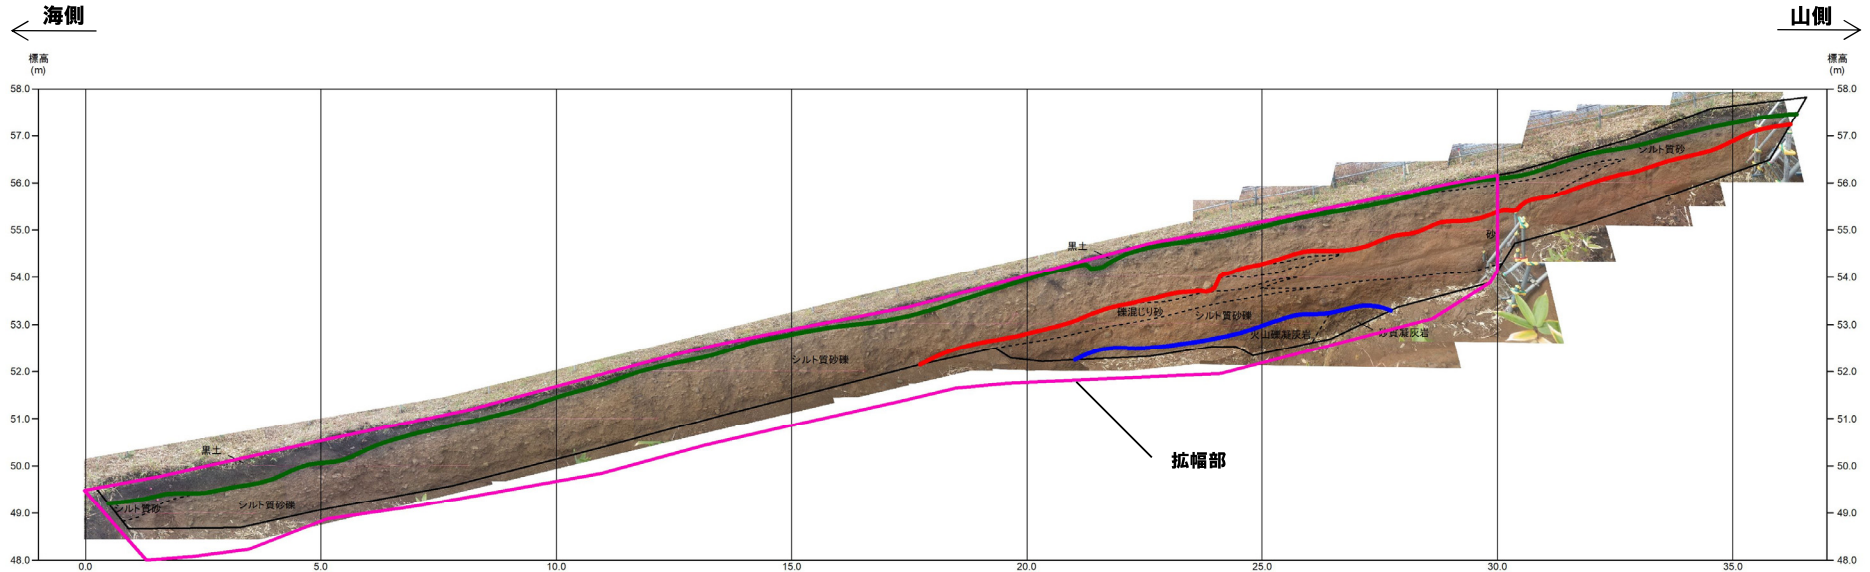 海側
山側
標高
(m)
標高
(m)
58.0
58.0
57.0
57.0
シルト質砂
56.0
56.0
55.0
55.0
砂
黒土
54.0
54.0
礫混じり砂
シルト質砂礫
53.0
53.0
火山礫凝灰岩
砂質凝灰岩
シルト質砂礫
52.0
52.0
51.0
51.0
拡幅部
黒土
50.0
50.0
シルト質砂
シルト質砂礫
49.0
49.0
48.0
48.0
0.0
5.0
10.0
15.0
20.0
25.0
30.0
35.0